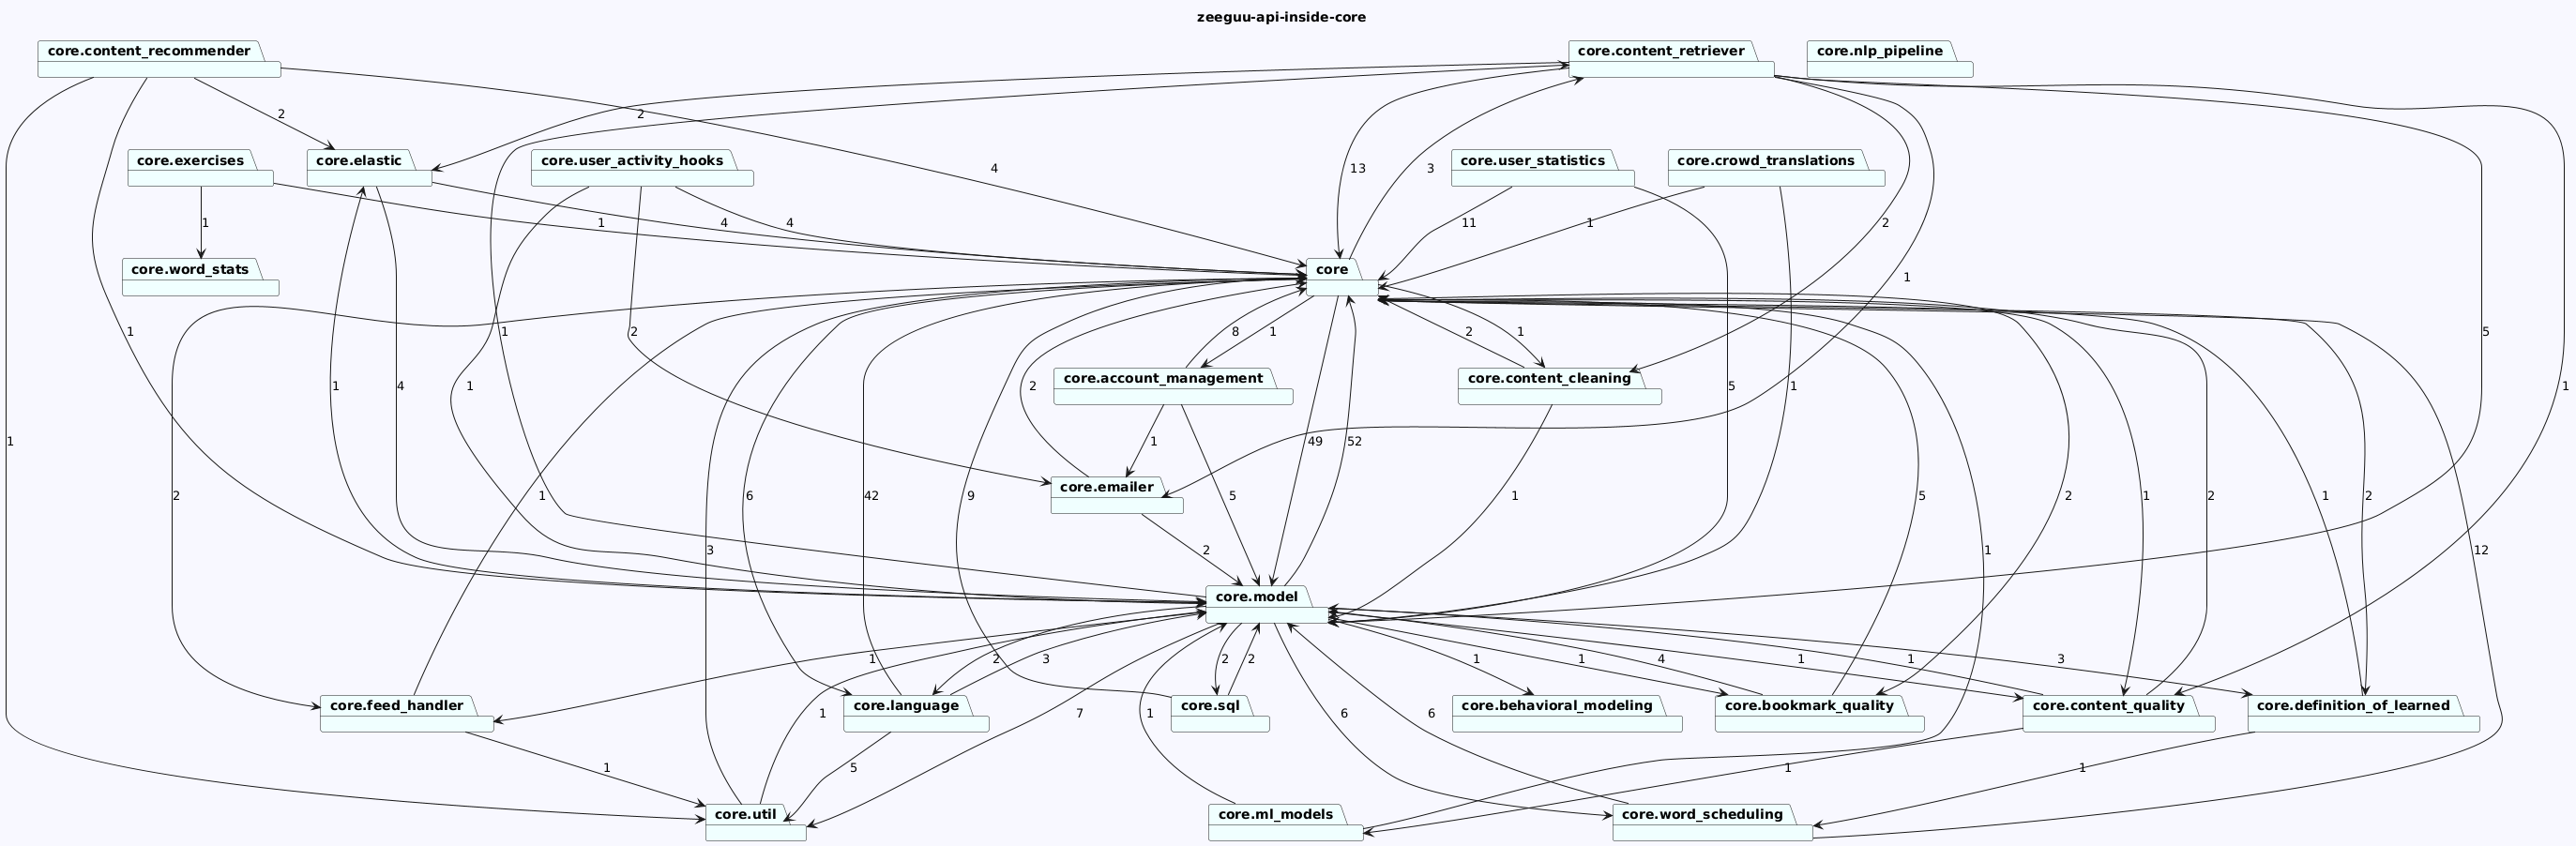 zeeguu-api-inside-core
core.content_recommender
core.content_retriever
core.nlp_pipeline
2
2
core.exercises
core.elastic
core.user_activity_hooks
core.user_statistics
core.crowd_translations
4
13
3
1
1
4
4
11
1
2
core.word_stats
core
1
1
1
2
8
1
2
1
5
core.account_management
core.content_cleaning
1
4
1
2
5
1
1
1
49
52
1
core.emailer
2
1
5
6
42
9
1
5
2
1
2
1
2
3
2
1
12
core.model
1
2
3
2
2
1
1
4
1
1
3
core.feed_handler
core.language
core.sql
core.behavioral_modeling
core.bookmark_quality
core.content_quality
core.definition_of_learned
1
7
1
6
6
1
5
1
1
core.util
core.ml_models
core.word_scheduling